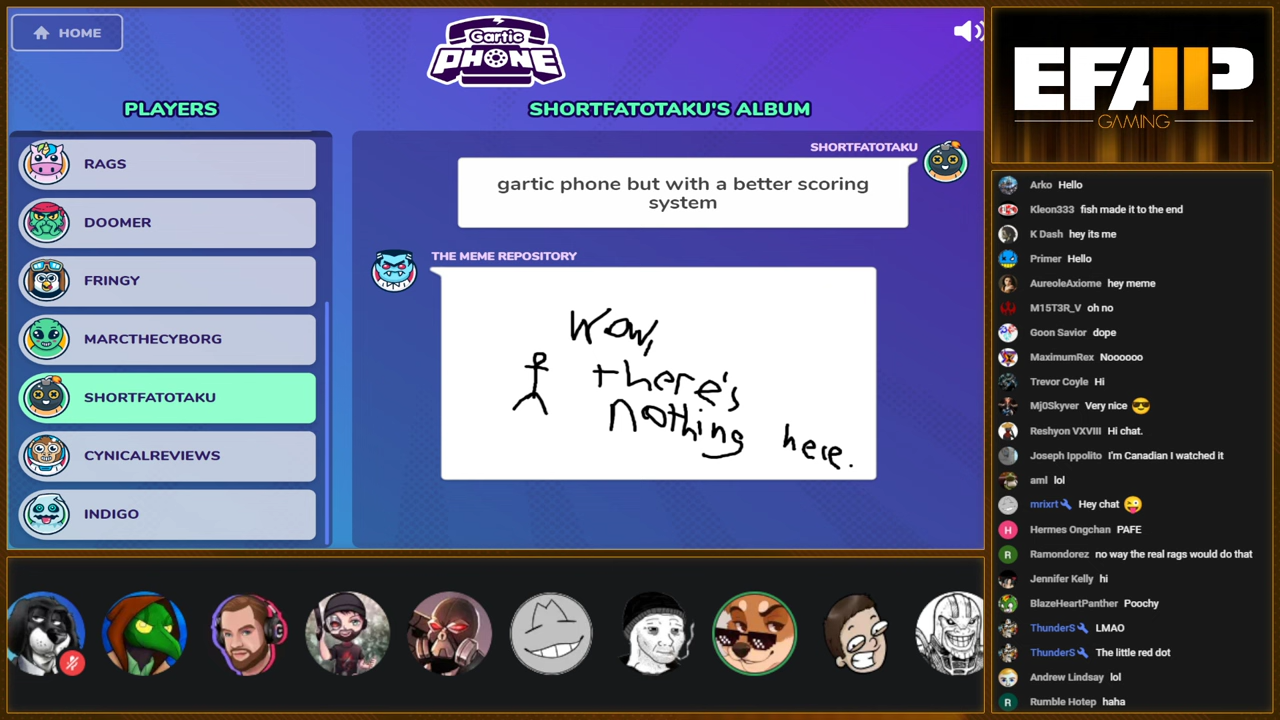 HOME
Gartic
PHONE
PLAYERS
RAGS
DOOMER
FRINGY
MARCTHECYBORG
SHORTFATOTAKU
CYNICALREVIEWS
INDIGO
SHORTFATOTAKU'S ALBUM
SHORTFATOTAKU
gartic phone but with a better scoring
system
THE MEME REPOSITORY
Wow,
there's
nothing here.
EFAP
GAMING
Arko Hello
Kleon333 fish made it to the end
K Dash hey its me
Primer Hello
AureoleAxiome hey meme
M15T3R_V oh no
Goon Savior dope
MaximumRex Noooooo
Trevor Coyle Hi
Mj0Skyver Very nice 😎
Reshyon VXVIII Hi chat.
Joseph Ippolito I'm Canadian I watched it
aml lol
mrixrt Hey chat 😜
H Hermes Ongchan PAFE
R Ramondorez no way the real rags would do that
Jennifer Kelly hi
BlazeHeartPanther Poochy
ThunderS LMAO
ThunderS The little red dot
Andrew Lindsay lol
R Rumble Hotep haha